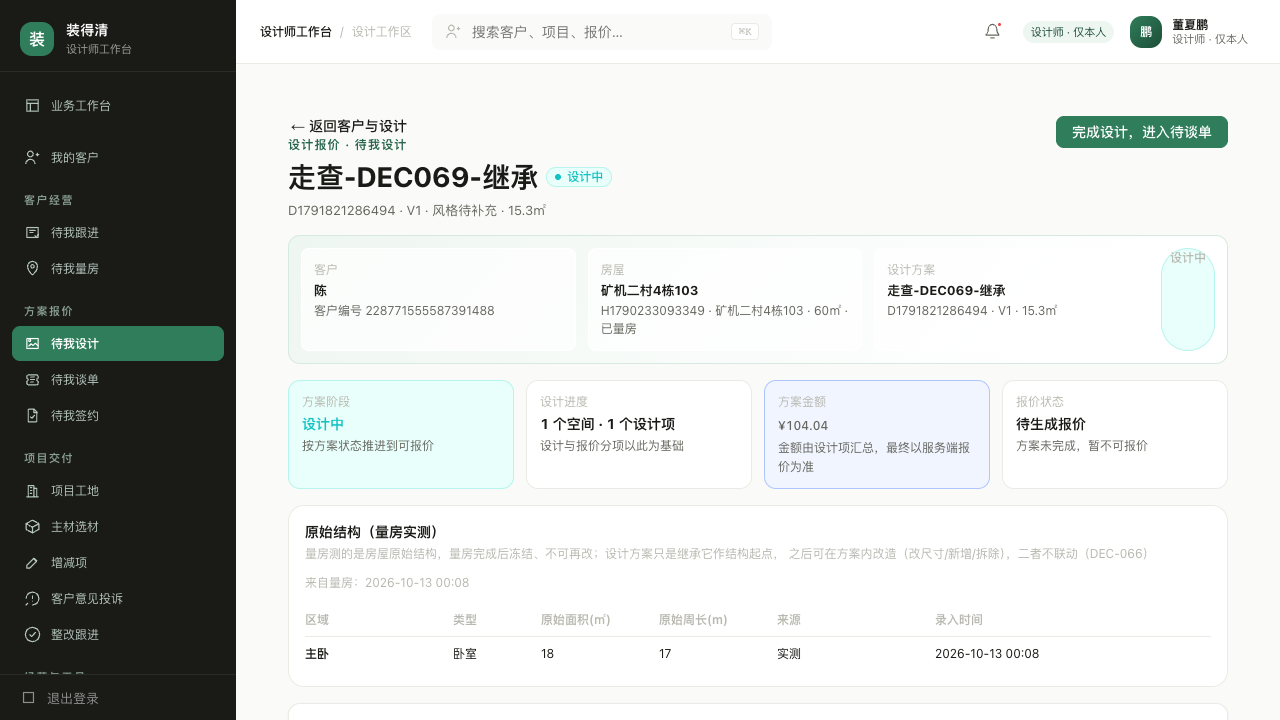 装
装得清
设计师工作台
业务工作台
我的客户
客户经营
待我跟进
待我量房
方案报价
待我设计
待我谈单
待我签约
项目交付
项目工地
主材选材
增减项
客户意见投诉
整改跟进
退出登录
设计师工作台 / 设计工作区
搜索客户、项目、报价...
⌘K
设计师 · 仅本人
鹏
董夏鹏
设计师 · 仅本人
← 返回客户与设计
设计报价 · 待我设计
走查-DEC069-继承
设计中
D1791821286494 · V1 · 风格待补充 · 15.3㎡
完成设计，进入待谈单
客户
陈
客户编号 228771555587391488
房屋
矿机二村4栋103
H1790233093349 · 矿机二村4栋103 · 60㎡ ·
已量房
设计方案
走查-DEC069-继承
D1791821286494 · V1 · 15.3㎡
设计中
方案阶段
设计中
按方案状态推进到可报价
设计进度
1 个空间 · 1 个设计项
设计与报价分项以此为基础
方案金额
¥104.04
金额由设计项汇总，最终以服务端报
价为准
报价状态
待生成报价
方案未完成，暂不可报价
原始结构（量房实测）
量房测的是房屋原始结构，量房完成后冻结、不可再改；设计方案只是继承它作结构起点， 之后可在方案内改造（改尺寸/新增/拆除），二者不联动（DEC-066）
来自量房：2026-10-13 00:08
区域 类型 原始面积(㎡) 原始周长(m) 来源 录入时间
主卧 卧室 18 17 实测 2026-10-13 00:08